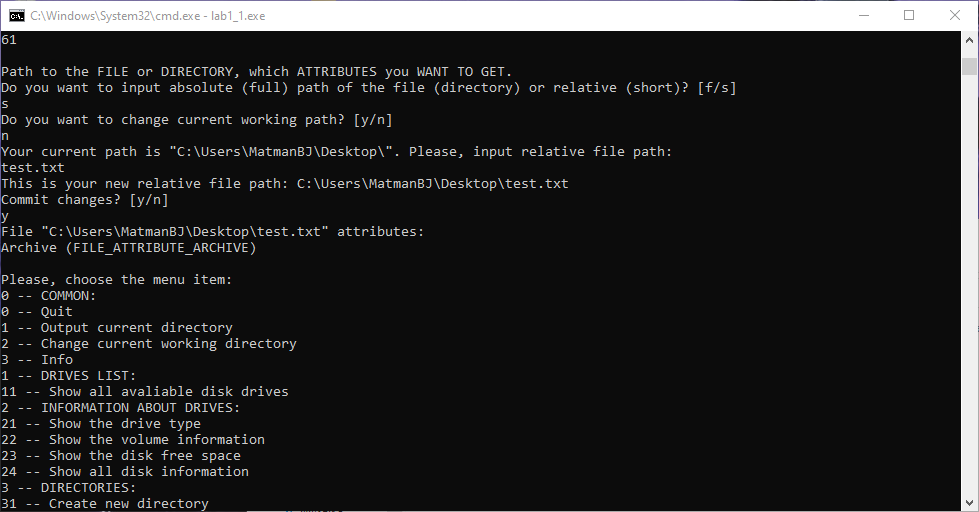 C:\Windows\System32\cmd.exe - lab1_1.exe
61
Path to the FILE or DIRECTORY, which ATTRIBUTES you WANT TO GET.
Do you want to input absolute (full) path of the file (directory) or relative (short)? [f/s]
s
Do you want to change current working path? [y/n]
n
Your current path is "C:\Users\MatmanBJ\Desktop\". Please, input relative file path:
test.txt
This is your new relative file path: C:\Users\MatmanBJ\Desktop\test.txt
Commit changes? [y/n]
y
File "C:\Users\MatmanBJ\Desktop\test.txt" attributes:
Archive (FILE_ATTRIBUTE_ARCHIVE)
Please, choose the menu item:
0 -- COMMON:
0 -- Quit
1 -- Output current directory
2 -- Change current working directory
3 -- Info
1 -- DRIVES LIST:
11 -- Show all avaliable disk drives
2 -- INFORMATION ABOUT DRIVES:
21 -- Show the drive type
22 -- Show the volume information
23 -- Show the disk free space
24 -- Show all disk information
3 -- DIRECTORIES:
31 -- Create new directory